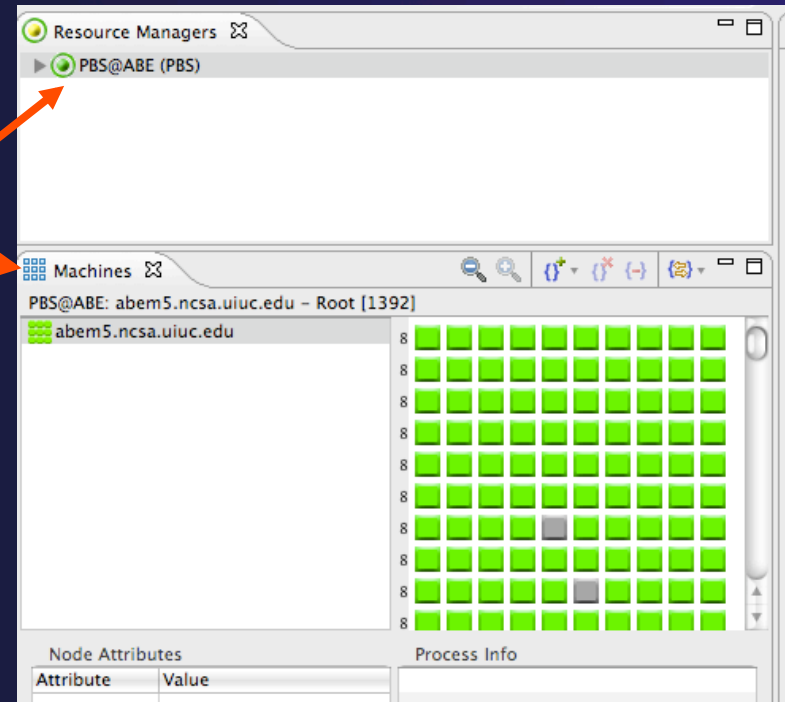 Resource Managers
PBS@ABE (PBS)
Machines
PBS@ABE: abem5.ncsa.uiuc.edu – Root [1392]
abem5.ncsa.uiuc.edu
8
8
8
8
8
8
8
8
8
8
Node Attributes
Process Info
Attribute Value